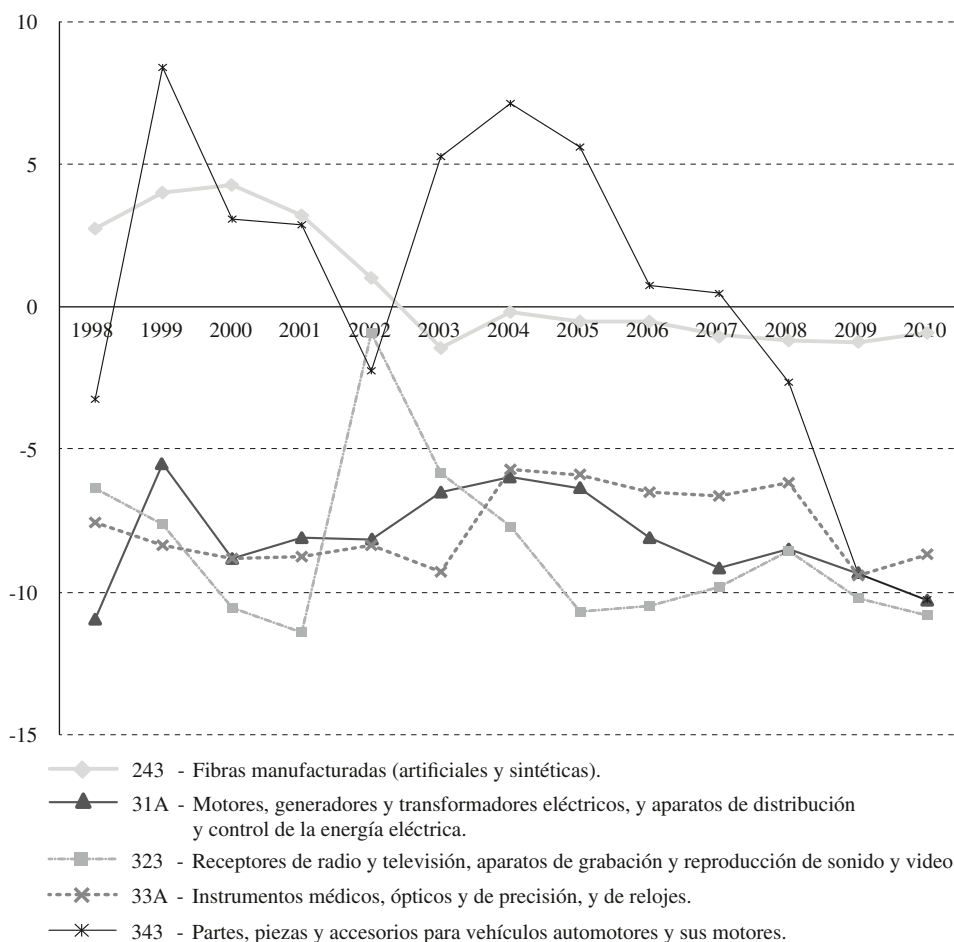 10
5
0
1998 1999 2000 2001 2002 2003 2004 2005 2006 2007 2008 2009 2010
-5
-10
-15
243 - Fibras manufacturadas (artificiales y sintéticas).
31A - Motores, generadores y transformadores eléctricos, y aparatos de distribución
y control de la energía eléctrica.
323 - Receptores de radio y televisión, aparatos de grabación y reproducción de sonido y video
33A - Instrumentos médicos, ópticos y de precisión, y de relojes.
343 - Partes, piezas y accesorios para vehículos automotores y sus motores.